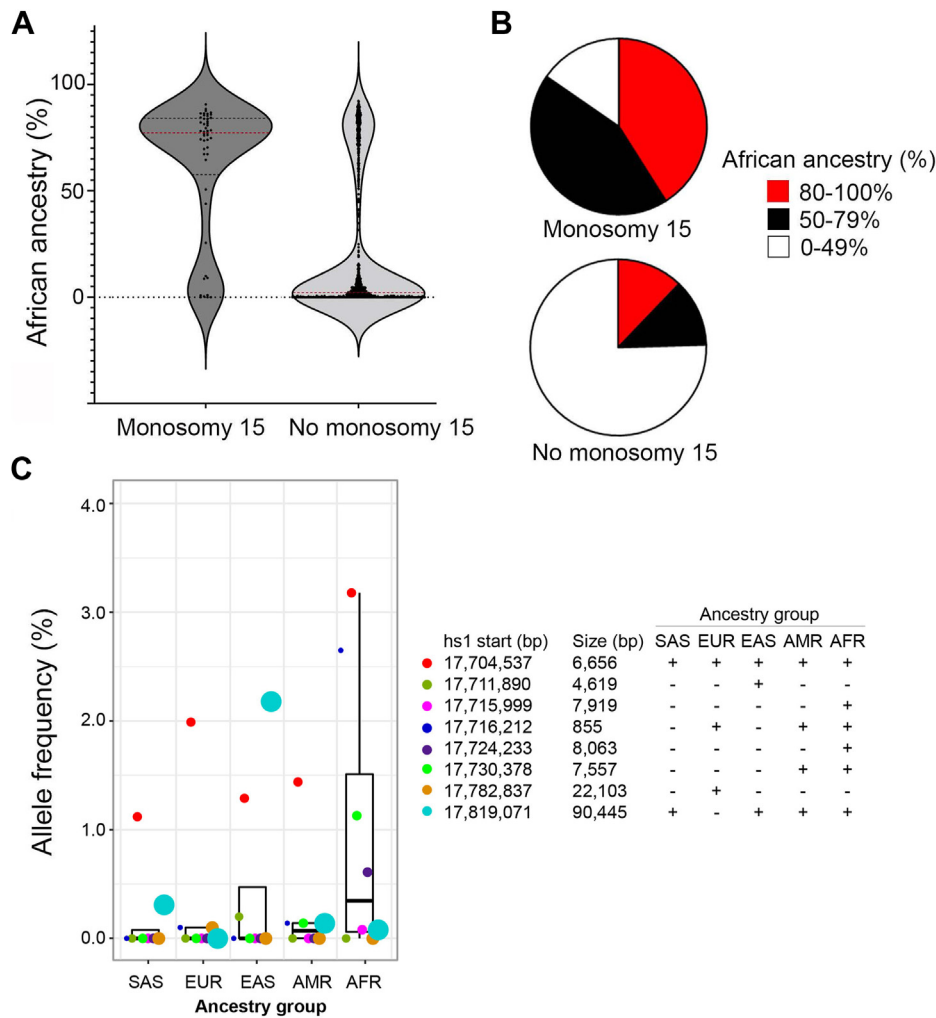 A
African ancestry (%)
100
50
0
Monosomy 15
No monosomy 15
B
Monosomy 15
African ancestry (%)
80-100%
50-79%
0-49%
No monosomy 15
C
Allele frequency (%)
4.0
3.0
2.0
1.0
0.0
SAS EUR EAS AMR AFR
Ancestry group
Ancestry group
hs1 start (bp) Size (bp) SAS EUR EAS AMR AFR
17,704,537 6,656 + + + + +
17,711,890 4,619 - - + - -
17,715,999 7,919 - - - - +
17,716,212 855 - + - + +
17,724,233 8,063 - - - - +
17,730,378 7,557 - - - + +
17,782,837 22,103 - + - - -
17,819,071 90,445 + - + + +